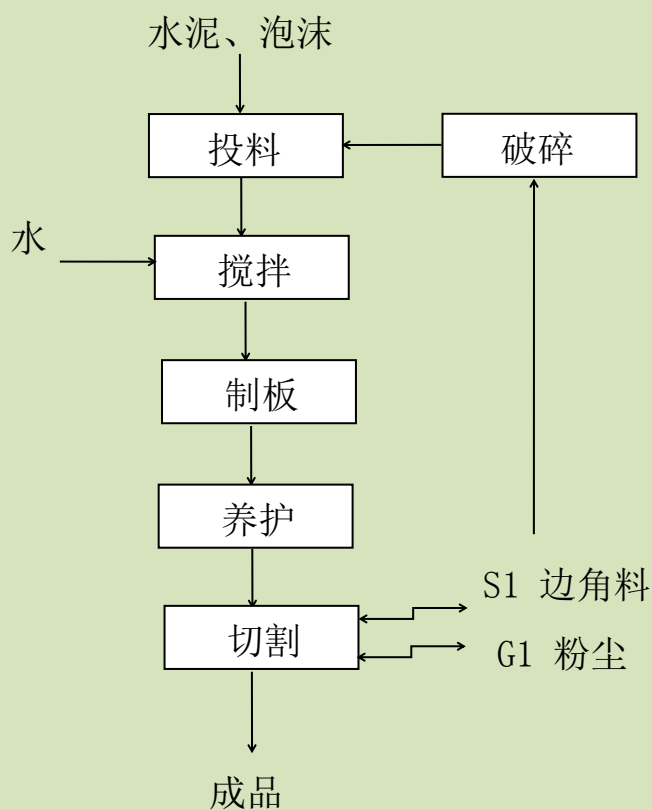 水泥、泡沫
投料
破碎
水
搅拌
制板
养护
S1 边角料
切割
G1 粉尘
成品